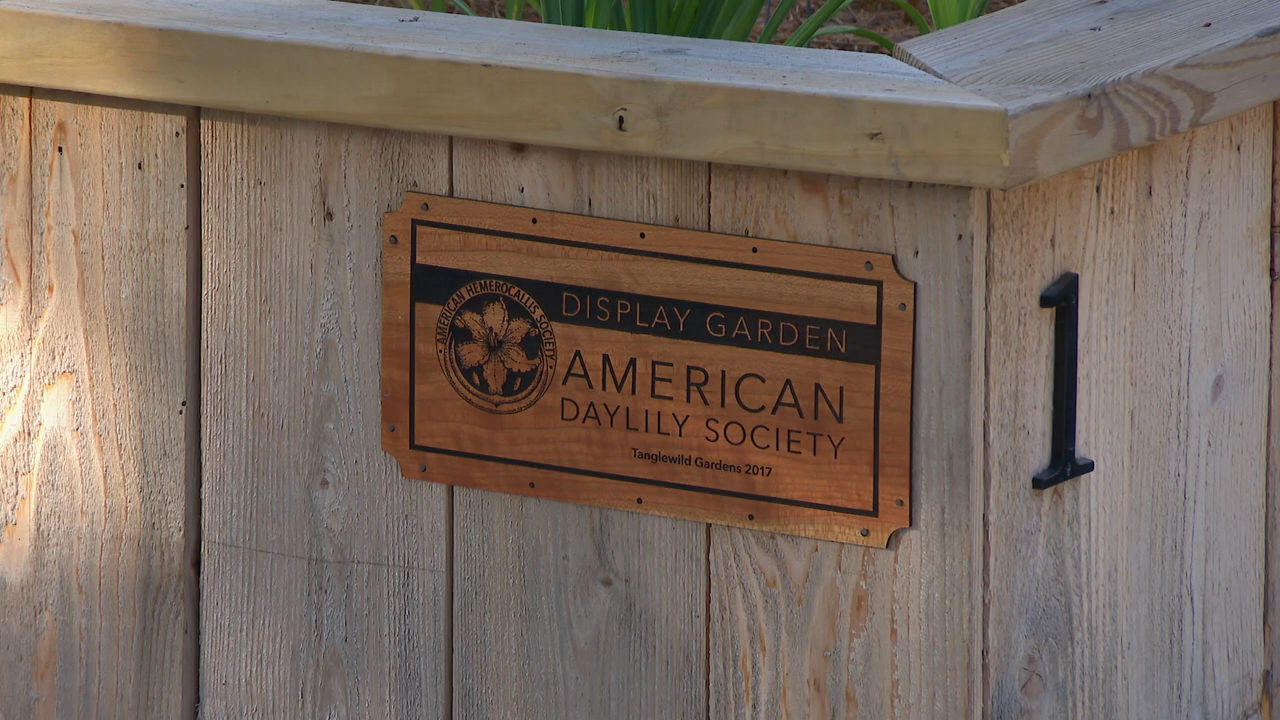 AMERICAN HEMEROCALLIS SOCIETY
DISPLAY GARDEN
AMERICAN
DAYLILY SOCIETY
Tanglewild Gardens 2017
1